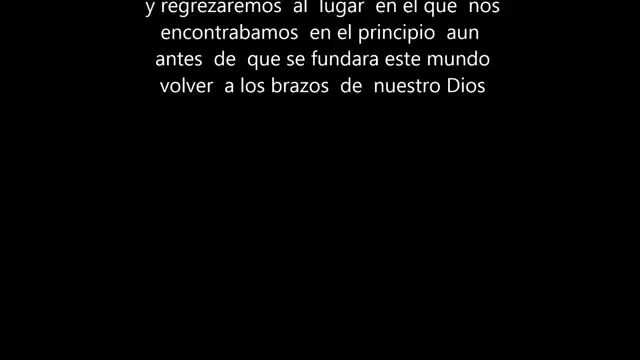 y regrezaremos al lugar en el que nos
encontrabamos en el principio aun
antes de que se fundara este mundo
volver a los brazos de nuestro Dios